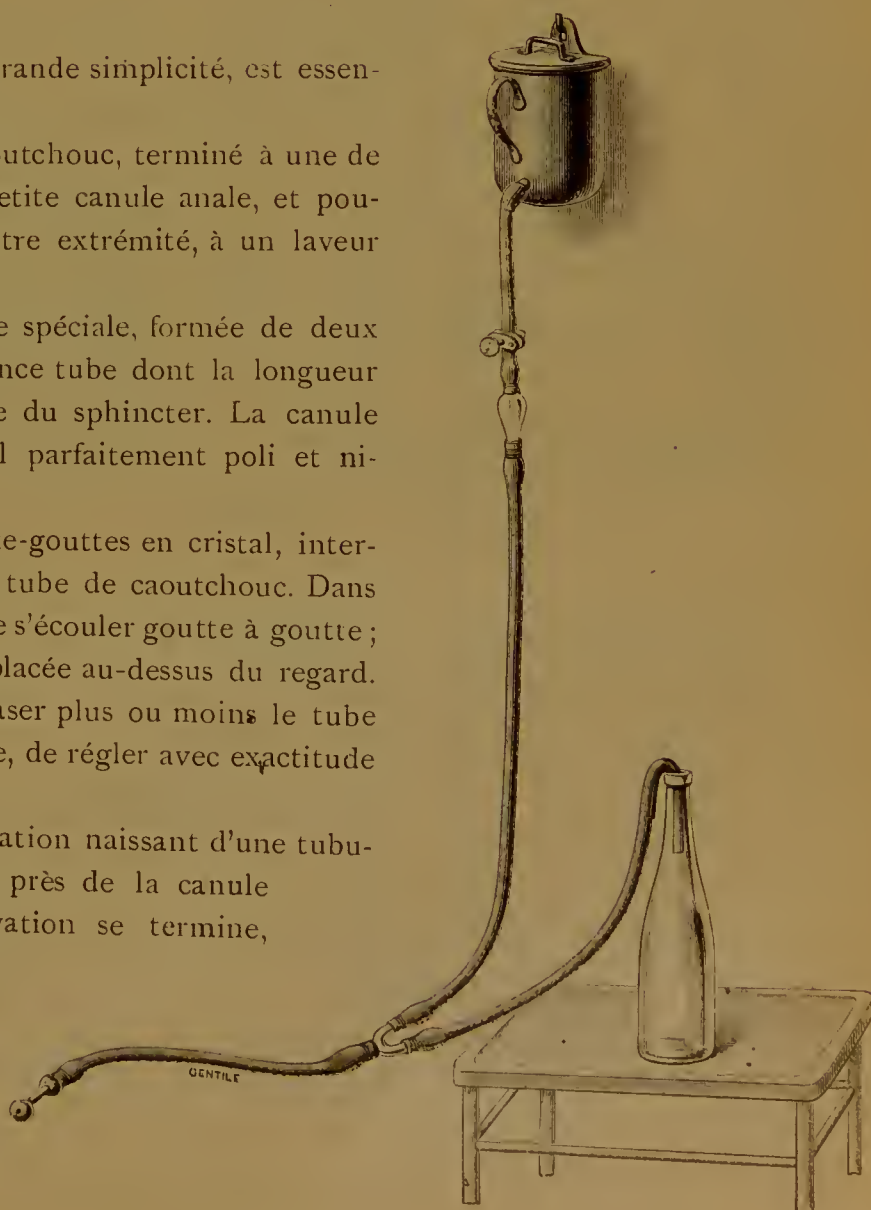 rande simplicité, est essen-
outchouc, terminé à une de
etite canule anale, et pou-
tre extrémité, à un laveur
e spéciale, formée de deux
nce tube dont la longueur
e du sphincter. La canule
l parfaitement poli et ni-
e-gouttes en cristal, inter-
tube de caoutchouc. Dans
e s'écouler goutte à goutte ;
placée au-dessus du regard.
aser plus ou moins le tube
e, de régler avec exactitude
ation naissant d'une tubu-
près de la canule
vation se termine,
GENTILE